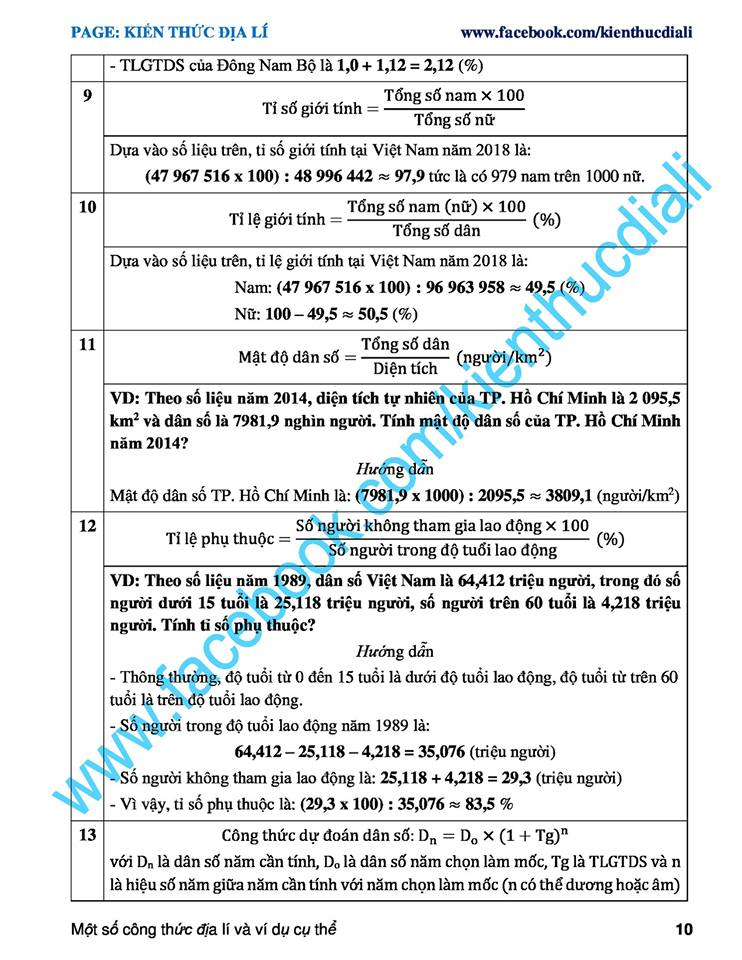 PAGE: KIẾN THỨC ĐỊA LÍ www.facebook.com/kienthucdiali
- TLGTDS của Đông Nam Bộ là 1,0 + 1,12 = 2,12 (%)
9
Tỉ số giới tính = Tổng số nam × 100 / Tổng số nữ
Dựa vào số liệu trên, tỉ số giới tính tại Việt Nam năm 2018 là:
(47 967 516 x 100) : 48 996 442 ≈ 97,9 tức là có 979 nam trên 1000 nữ.
10
Tỉ lệ giới tính = Tổng số nam (nữ) × 100 / Tổng số dân (%)
Dựa vào số liệu trên, tỉ lệ giới tính tại Việt Nam năm 2018 là:
Nam: (47 967 516 x 100) : 96 963 958 ≈ 49,5 (%)
Nữ: 100 – 49,5 ≈ 50,5 (%)
11
Mật độ dân số = Tổng số dân / Diện tích (người/km²)
VD: Theo số liệu năm 2014, diện tích tự nhiên của TP. Hồ Chí Minh là 2 095,5
km² và dân số là 7981,9 nghìn người. Tính mật độ dân số của TP. Hồ Chí Minh
năm 2014?
Hướng dẫn
Mật độ dân số TP. Hồ Chí Minh là: (7981,9 x 1000) : 2095,5 ≈ 3809,1 (người/km²)
12
Tỉ lệ phụ thuộc = Số người không tham gia lao động × 100 / Số người trong độ tuổi lao động (%)
VD: Theo số liệu năm 1989, dân số Việt Nam là 64,412 triệu người, trong đó số
người dưới 15 tuổi là 25,118 triệu người, số người trên 60 tuổi là 4,218 triệu
người. Tính tỉ số phụ thuộc?
Hướng dẫn
- Thông thường, độ tuổi từ 0 đến 15 tuổi là dưới độ tuổi lao động, độ tuổi từ trên 60
tuổi là trên độ tuổi lao động.
- Số người trong độ tuổi lao động năm 1989 là:
64,412 – 25,118 – 4,218 = 35,076 (triệu người)
- Số người không tham gia lao động là: 25,118 + 4,218 = 29,3 (triệu người)
- Vì vậy, tỉ số phụ thuộc là: (29,3 x 100) : 35,076 ≈ 83,5 %
13
Công thức dự đoán dân số: Dₙ = Dₒ × (1 + Tg)ⁿ
với Dₙ là dân số năm cần tính, Dₒ là dân số năm chọn làm mốc, Tg là TLGTDS và n
là hiệu số năm giữa năm cần tính với năm chọn làm mốc (n có thể dương hoặc âm)
Một số công thức địa lí và ví dụ cụ thể 10
www.facebook.com/kienthucdiali